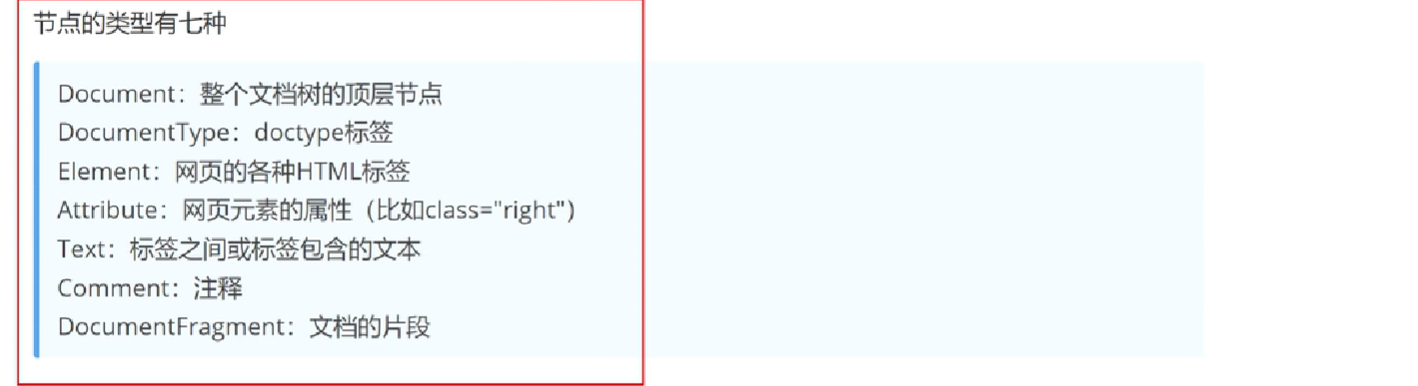 节点的类型有七种
Document：整个文档树的顶层节点
DocumentType：doctype标签
Element：网页的各种HTML标签
Attribute：网页元素的属性（比如class="right"）
Text：标签之间或标签包含的文本
Comment：注释
DocumentFragment：文档的片段